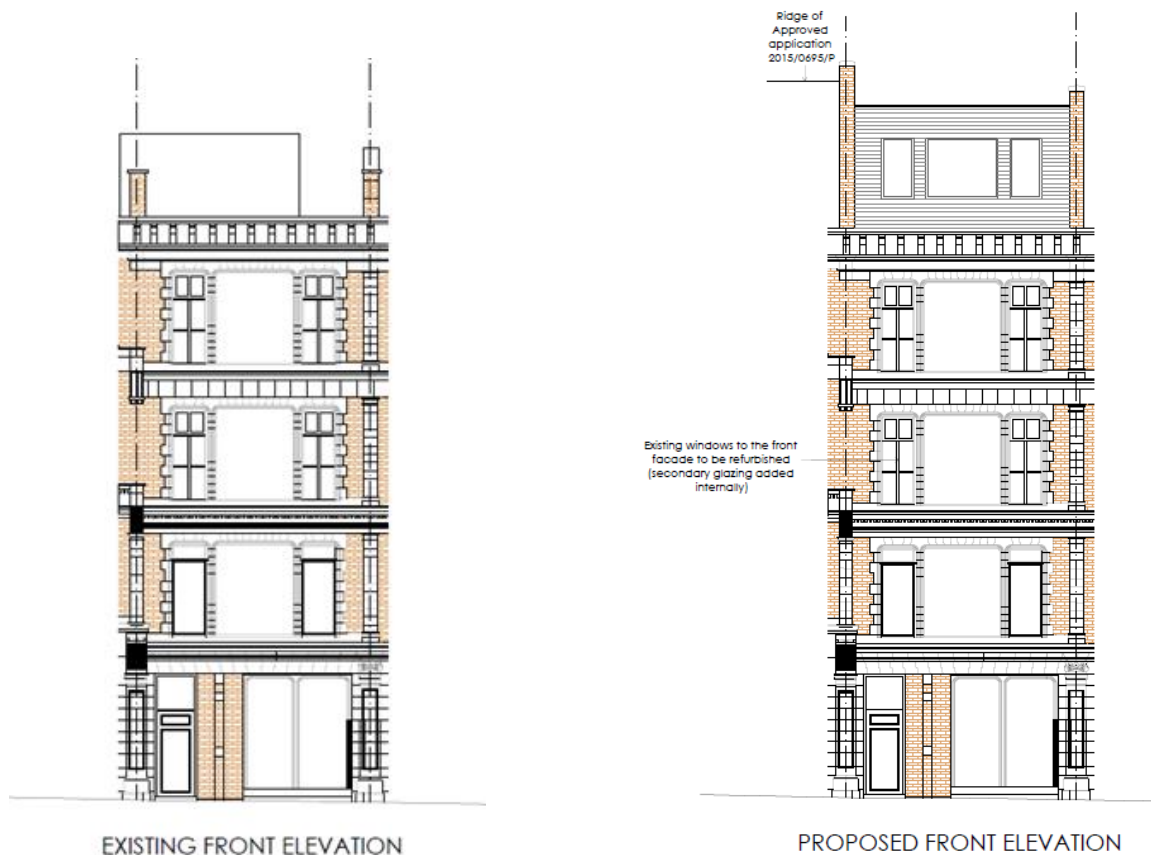 Ridge of
Approved
application
2015/0695/P
Existing windows to the front
facade to be refurbished
(secondary glazing added
internally)
EXISTING FRONT ELEVATION
PROPOSED FRONT ELEVATION